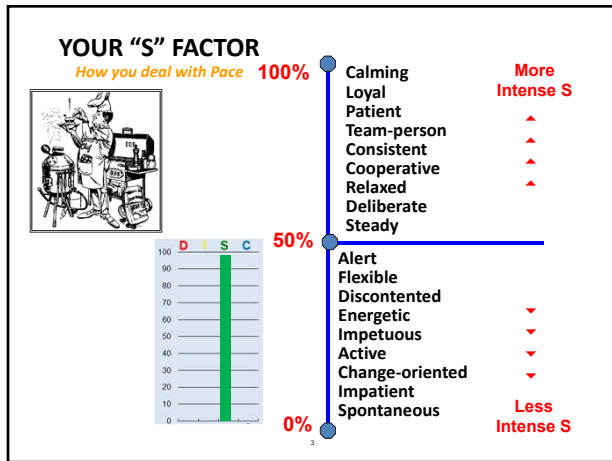 YOUR “S” FACTOR
How you deal with Pace
100%
Calming
Loyal
Patient
Team-person
Consistent
Cooperative
Relaxed
Deliberate
Steady
More
Intense S
50%
Alert
Flexible
Discontented
Energetic
Impetuous
Active
Change-oriented
Impatient
Spontaneous
Less
Intense S
0%
D I S C
100
90
80
70
60
50
40
30
20
10
0
3